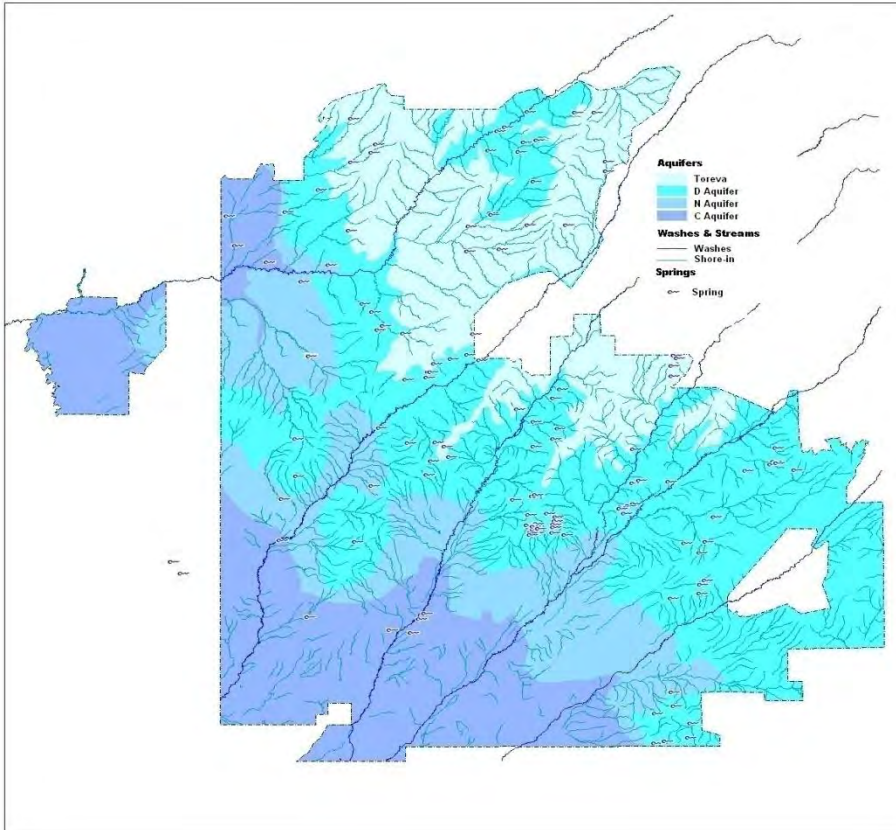 Aquifers
Toreva
D Aquifer
N Aquifer
C Aquifer
Washes & Streams
Washes
Shore-in
Springs
Spring